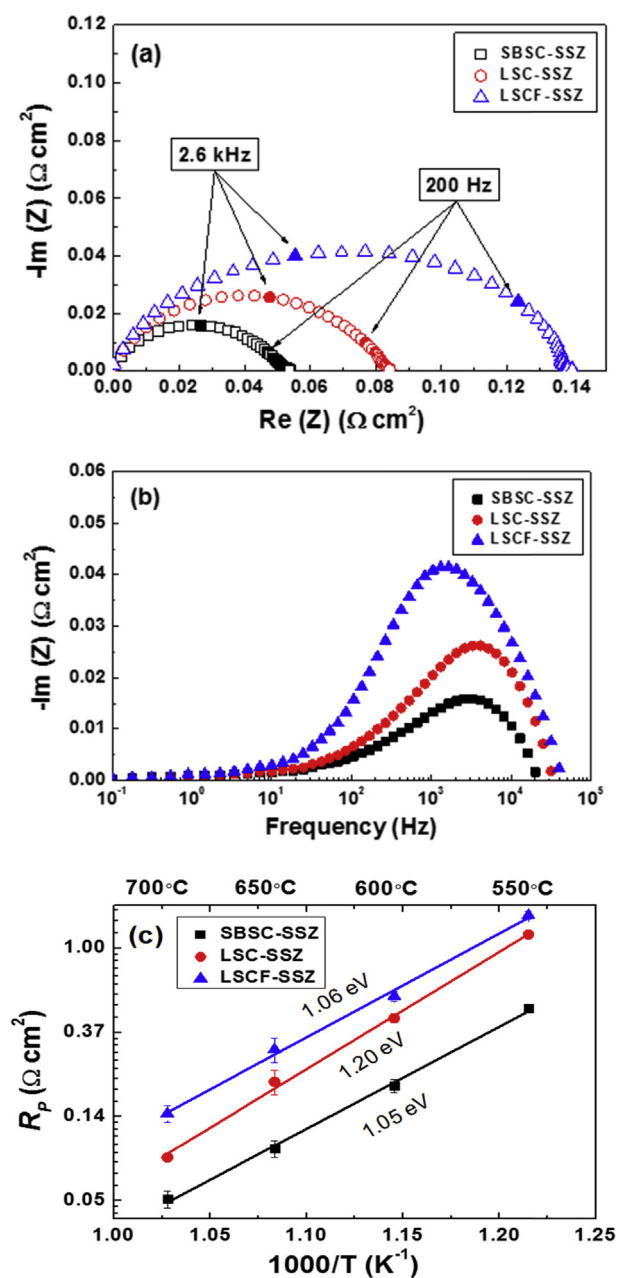 (a)
SBSC-SSZ
LSC-SSZ
LSCF-SSZ
2.6 kHz
200 Hz
0.12
0.10
0.08
0.06
0.04
0.02
0.00
-Im (Z) (Ω cm²)
0.00 0.02 0.04 0.06 0.08 0.10 0.12 0.14
Re (Z) (Ω cm²)
(b)
SBSC-SSZ
LSC-SSZ
LSCF-SSZ
0.06
0.05
0.04
0.03
0.02
0.01
0.00
-Im (Z) (Ω cm²)
10⁻¹ 10⁰ 10¹ 10² 10³ 10⁴ 10⁵
Frequency (Hz)
700°C 650°C 600°C 550°C
(c)
SBSC-SSZ
LSC-SSZ
LSCF-SSZ
1.06 eV
1.20 eV
1.05 eV
1.00
0.37
0.14
0.05
Rₚ (Ω cm²)
1.00 1.05 1.10 1.15 1.20 1.25
1000/T (K⁻¹)